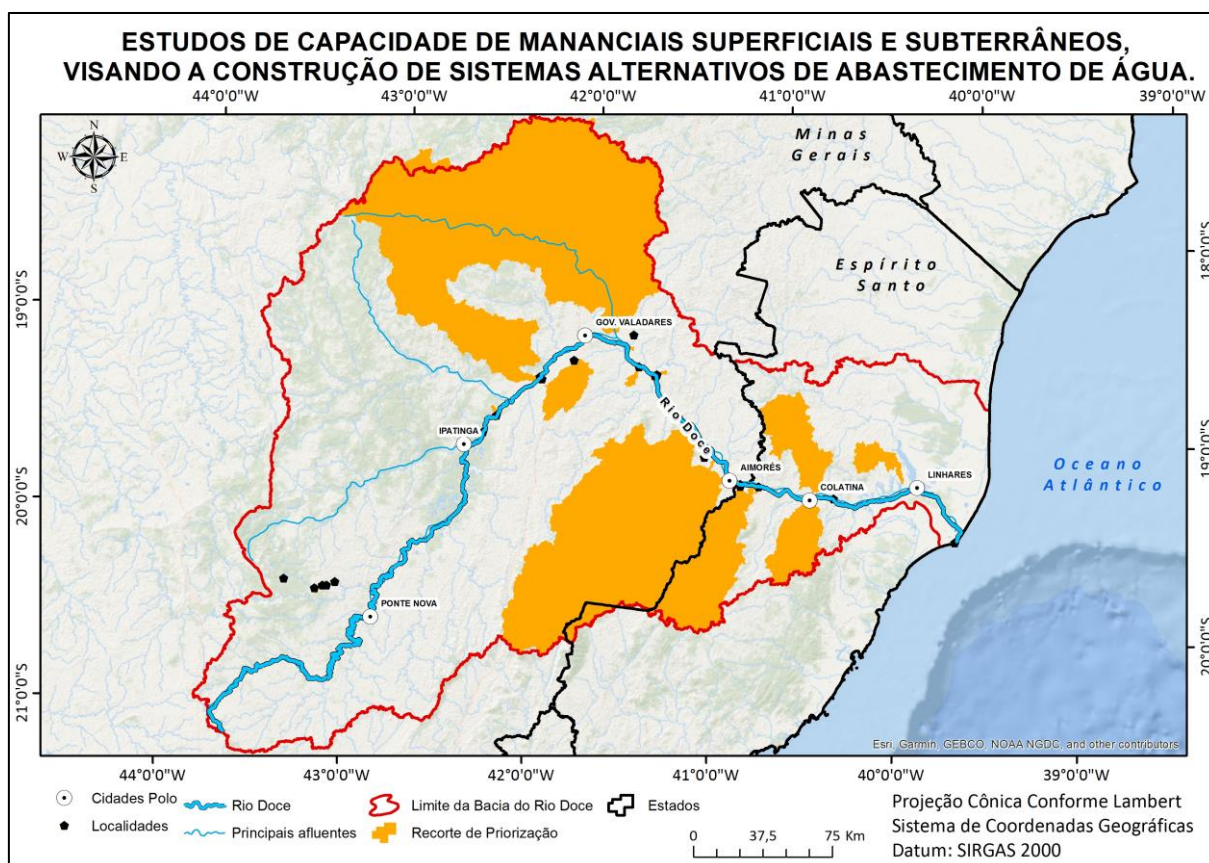 ESTUDOS DE CAPACIDADE DE MANANCIAIS SUPERFICIAIS E SUBTERRÂNEOS,
VISANDO A CONSTRUÇÃO DE SISTEMAS ALTERNATIVOS DE ABASTECIMENTO DE ÁGUA.
44°0'0"W 43°0'0"W 42°0'0"W 41°0'0"W 40°0'0"W 39°0'0"W
N
W E
S
Minas
Gerais
Espírito
Santo
18°0'0"S
19°0'0"S
GOV. VALADARES
Rio Doce
IPATINGA
19°0'0"S
AIMORÉS
COLATINA
LINHARES
Oceano
Atlântico
20°0'0"S
PONTE NOVA
20°0'0"S
21°0'0"S
Esri, Garmin, GEBCO, NOAA NGDC, and other contributors
44°0'0"W 43°0'0"W 42°0'0"W 41°0'0"W 40°0'0"W 39°0'0"W
Cidades Polo
Localidades
Rio Doce
Principais afluentes
Limite da Bacia do Rio Doce
Recorte de Priorização
Estados
0 37,5 75 Km
Projeção Cônica Conforme Lambert
Sistema de Coordenadas Geográficas
Datum: SIRGAS 2000